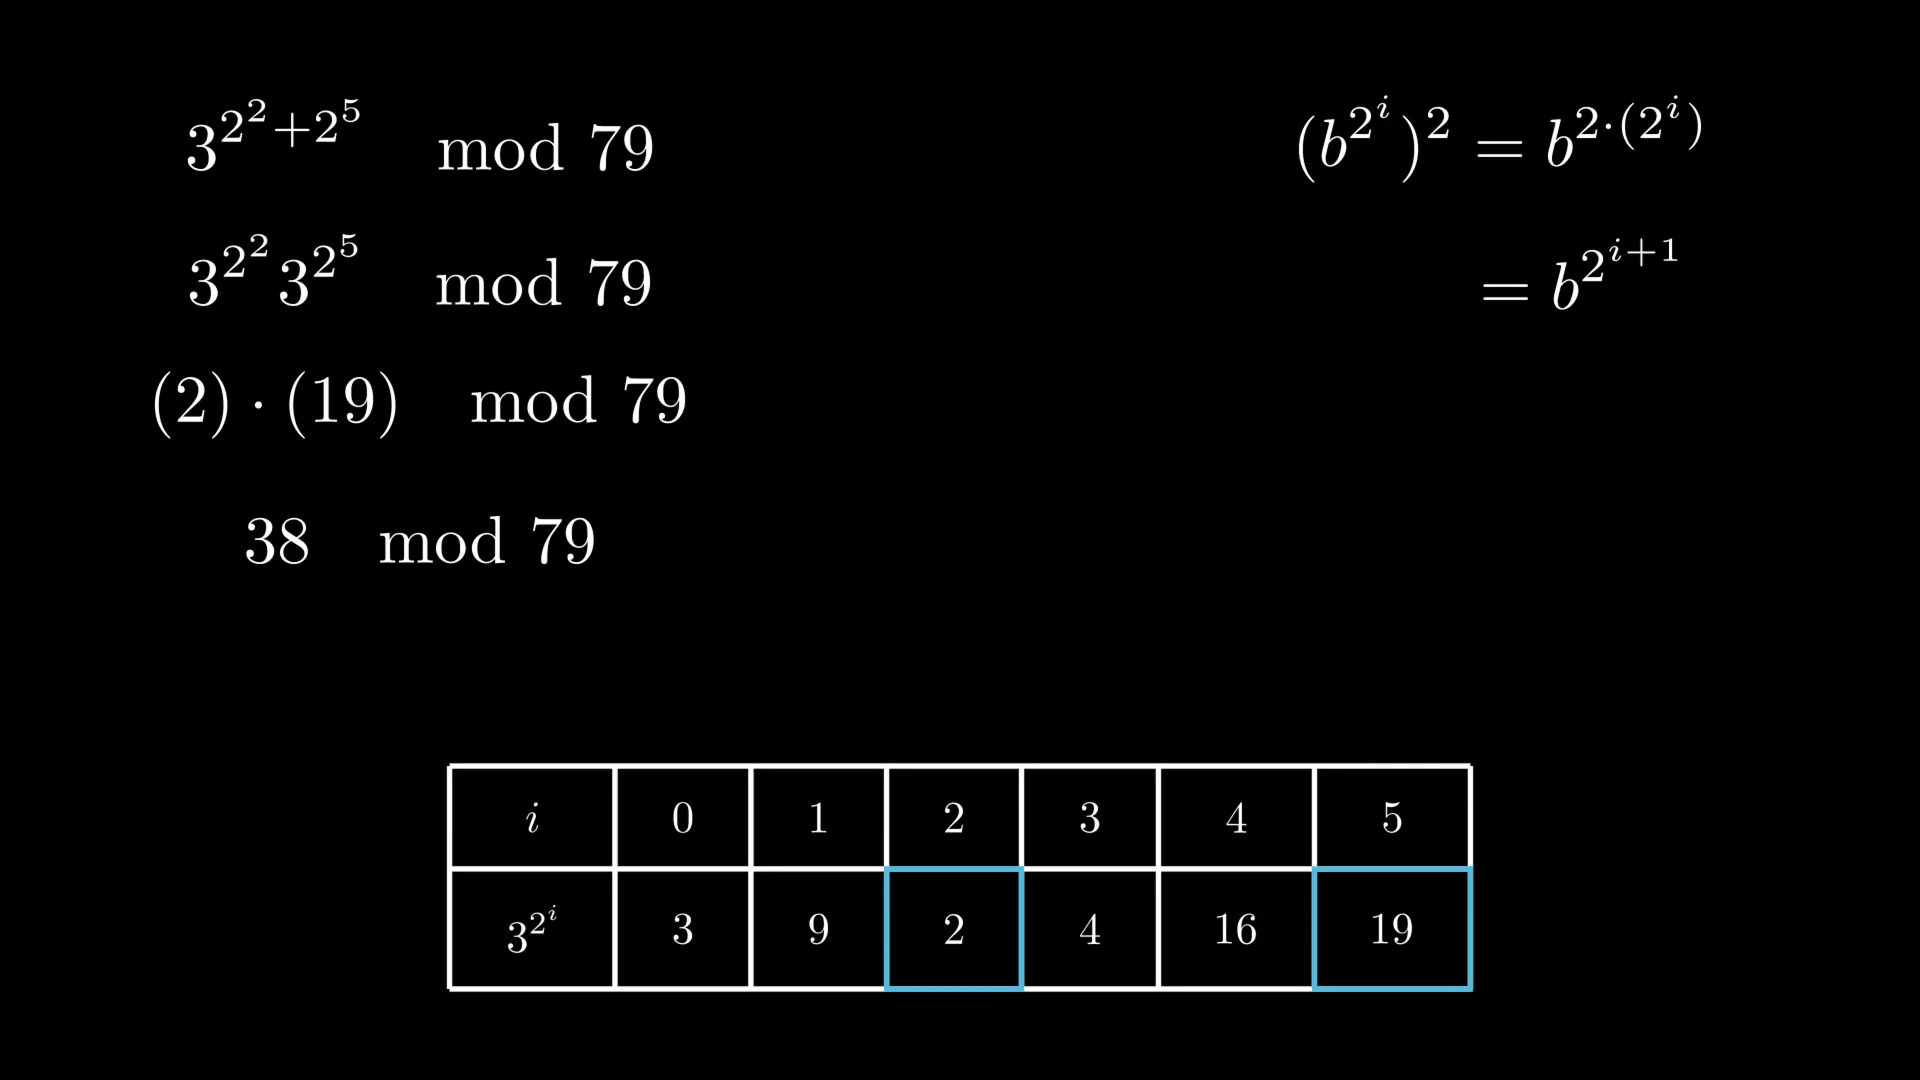 $3^{2^2+2^5} \mod 79$
$3^{2^2} 3^{2^5} \mod 79$
$(2) \cdot (19) \mod 79$
$38 \mod 79$
$(b^{2^i})^2 = b^{2 \cdot (2^i)}$
$= b^{2^{i+1}}$
$i$ 0 1 2 3 4 5
$3^{2^i}$ 3 9 2 4 16 19